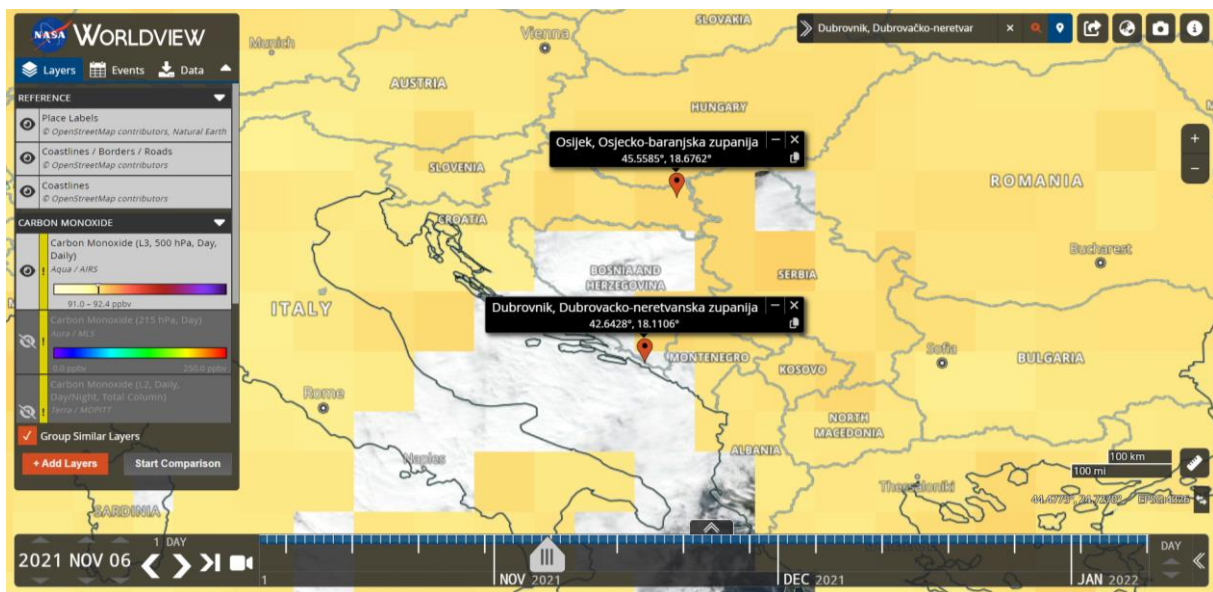 NASA WORLDVIEW
Layers Events Data
REFERENCE
Place Labels
© OpenStreetMap contributors, Natural Earth
Coastlines / Borders / Roads
© OpenStreetMap contributors
Coastlines
© OpenStreetMap contributors
CARBON MONOXIDE
Carbon Monoxide (L3, 500 hPa, Day,
Daily)
Aqua / AIRS
91.0 – 92.4 ppbv
Carbon Monoxide (215 hPa, Day)
Aura / MLS
0.0 ppbv 250.0 ppbv
Carbon Monoxide (L2, Daily,
Day/Night, Total Column)
Terra / MOPITT
Group Similar Layers
+ Add Layers Start Comparison
Dubrovnik, Dubrovačko-neretvar
SLOVAKIA
Munich
Vienna
AUSTRIA
HUNGARY
Osijek, Osjecko-baranjska zupanija
45.5585°, 18.6762°
SLOVENIA
ROMANIA
CROATIA
Bucharest
BOSNIA AND
HERZEGOVINA
SERBIA
ITALY
Dubrovnik, Dubrovacko-neretvanska zupanija
42.6428°, 18.1106°
MONTENEGRO
KOSOVO
Sofia
BULGARIA
Rome
NORTH
MACEDONIA
ALBANIA
Naples
100 km
100 mi
Thessaloniki
EPSG:4326
SARDINIA
2021 NOV 06
1 DAY
1
NOV 2021
DEC 2021
JAN 2022
DAY